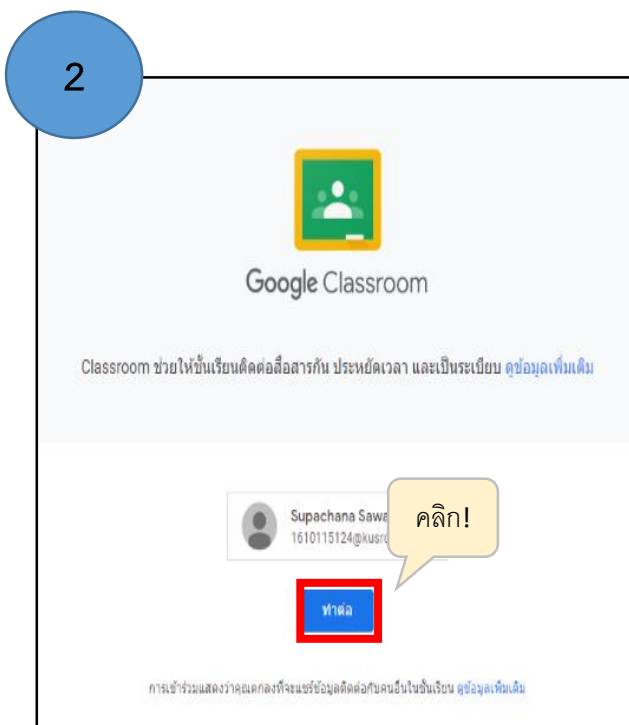 2
Google Classroom
Classroom ช่วยให้ชั้นเรียนติดต่อสื่อสารกัน ประหยัดเวลา และเป็นระเบียบ ดูข้อมูลเพิ่มเติม
Supachana Sawa
คลิก!
1610115124@kusr
ทำต่อ
การเข้าร่วมแสดงว่าคุณตกลงที่จะแชร์ข้อมูลติดต่อกับคนอื่นในชั้นเรียน ดูข้อมูลเพิ่มเติม